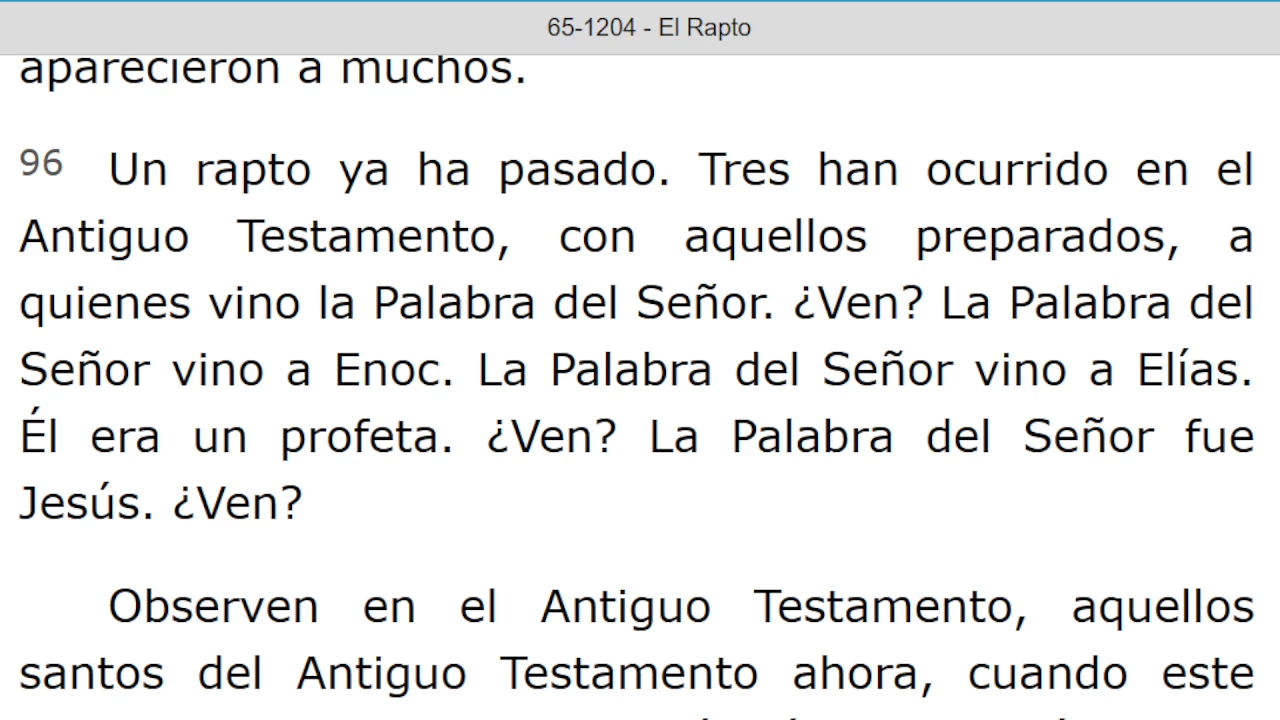 65-1204 - El Rapto
aparecieron a muchos.
96 Un rapto ya ha pasado. Tres han ocurrido en el
Antiguo Testamento, con aquellos preparados, a
quienes vino la Palabra del Señor. ¿Ven? La Palabra del
Señor vino a Enoc. La Palabra del Señor vino a Elías.
Él era un profeta. ¿Ven? La Palabra del Señor fue
Jesús. ¿Ven?
Observen en el Antiguo Testamento, aquellos
santos del Antiguo Testamento ahora, cuando este